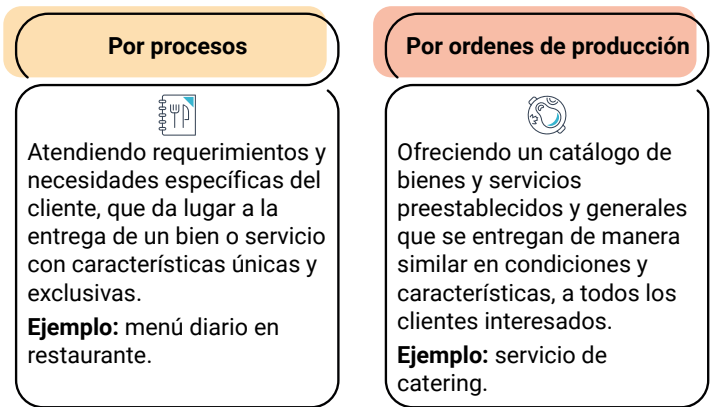 Por procesos
Atendiendo requerimientos y
necesidades específicas del
cliente, que da lugar a la
entrega de un bien o servicio
con características únicas y
exclusivas.
Ejemplo: menú diario en
restaurante.
Por ordenes de producción
Ofreciendo un catálogo de
bienes y servicios
preestablecidos y generales
que se entregan de manera
similar en condiciones y
características, a todos los
clientes interesados.
Ejemplo: servicio de
catering.